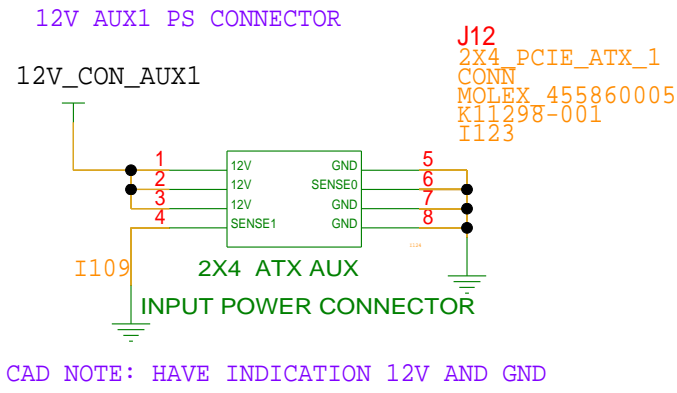 12V AUX1 PS CONNECTOR
J12
2X4_PCIE_ATX_1
CONN
MOLEX_455860005
K11298-001
I123
12V_CON_AUX1
1 12V GND 5
2 12V SENSE0 6
3 12V GND 7
4 SENSE1 GND 8
I109
2X4 ATX AUX
INPUT POWER CONNECTOR
CAD NOTE: HAVE INDICATION 12V AND GND